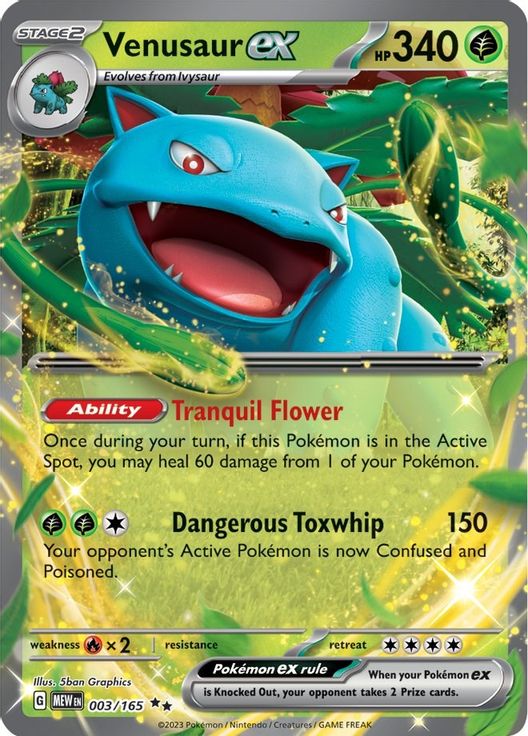 STAGE2 Venusaur ex HP 340
Evolves from Ivysaur
Ability Tranquil Flower
Once during your turn, if this Pokémon is in the Active
Spot, you may heal 60 damage from 1 of your Pokémon.
Dangerous Toxwhip 150
Your opponent's Active Pokémon is now Confused and
Poisoned.
weakness ×2 resistance retreat
Illus. 5ban Graphics
Pokémon ex rule When your Pokémon ex
is Knocked Out, your opponent takes 2 Prize cards.
G MEW EN 003/165 ★★
©2023 Pokémon / Nintendo / Creatures / GAME FREAK